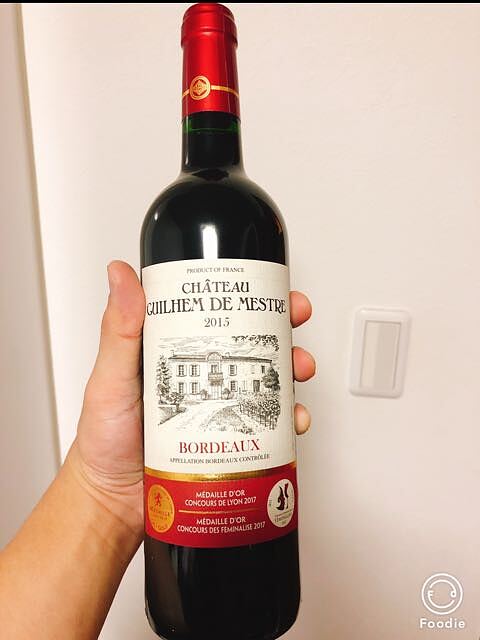 PRODUCT OF FRANCE
CHÂTEAU
GUILHEM DE MESTRE
2015
BORDEAUX
APPELLATION BORDEAUX CONTRÔLÉE
MÉDAILLE D'OR
CONCOURS DE LYON 2017
MÉDAILLE D'OR
CONCOURS DES FEMINALISE 2017
Foodie